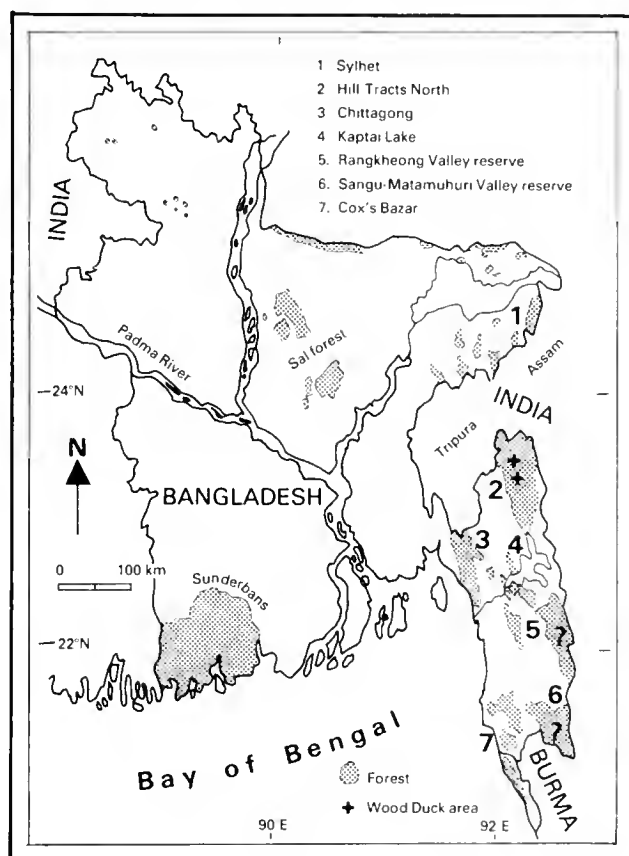 1 Sylhet
2 Hill Tracts North
3 Chittagong
4 Kaptai Lake
5. Rangkheong Valley reserve
6. Sangu-Matamuhuri Valley reserve
7. Cox's Bazar
INDIA
Padma River
Sal forest
1
Assam
24°N
INDIA
Tripura
N
BANGLADESH
2
3
4
0 100 km
Sunderbans
22°N
5
?
6
?
7
Bay of Bengal
BURMA
Forest
Wood Duck area
90 E
92 E